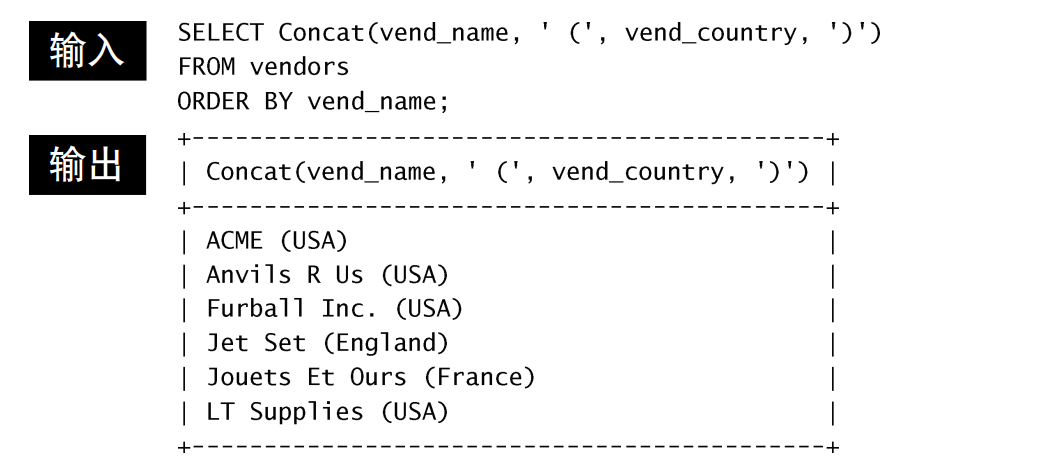 输入
SELECT Concat(vend_name, ' (', vend_country, ')')
FROM vendors
ORDER BY vend_name;
输出
+--------------------------------------------+
| Concat(vend_name, ' (', vend_country, ')') |
+--------------------------------------------+
| ACME (USA)                                 |
| Anvils R Us (USA)                          |
| Furball Inc. (USA)                         |
| Jet Set (England)                          |
| Jouets Et Ours (France)                    |
| LT Supplies (USA)                          |
+--------------------------------------------+